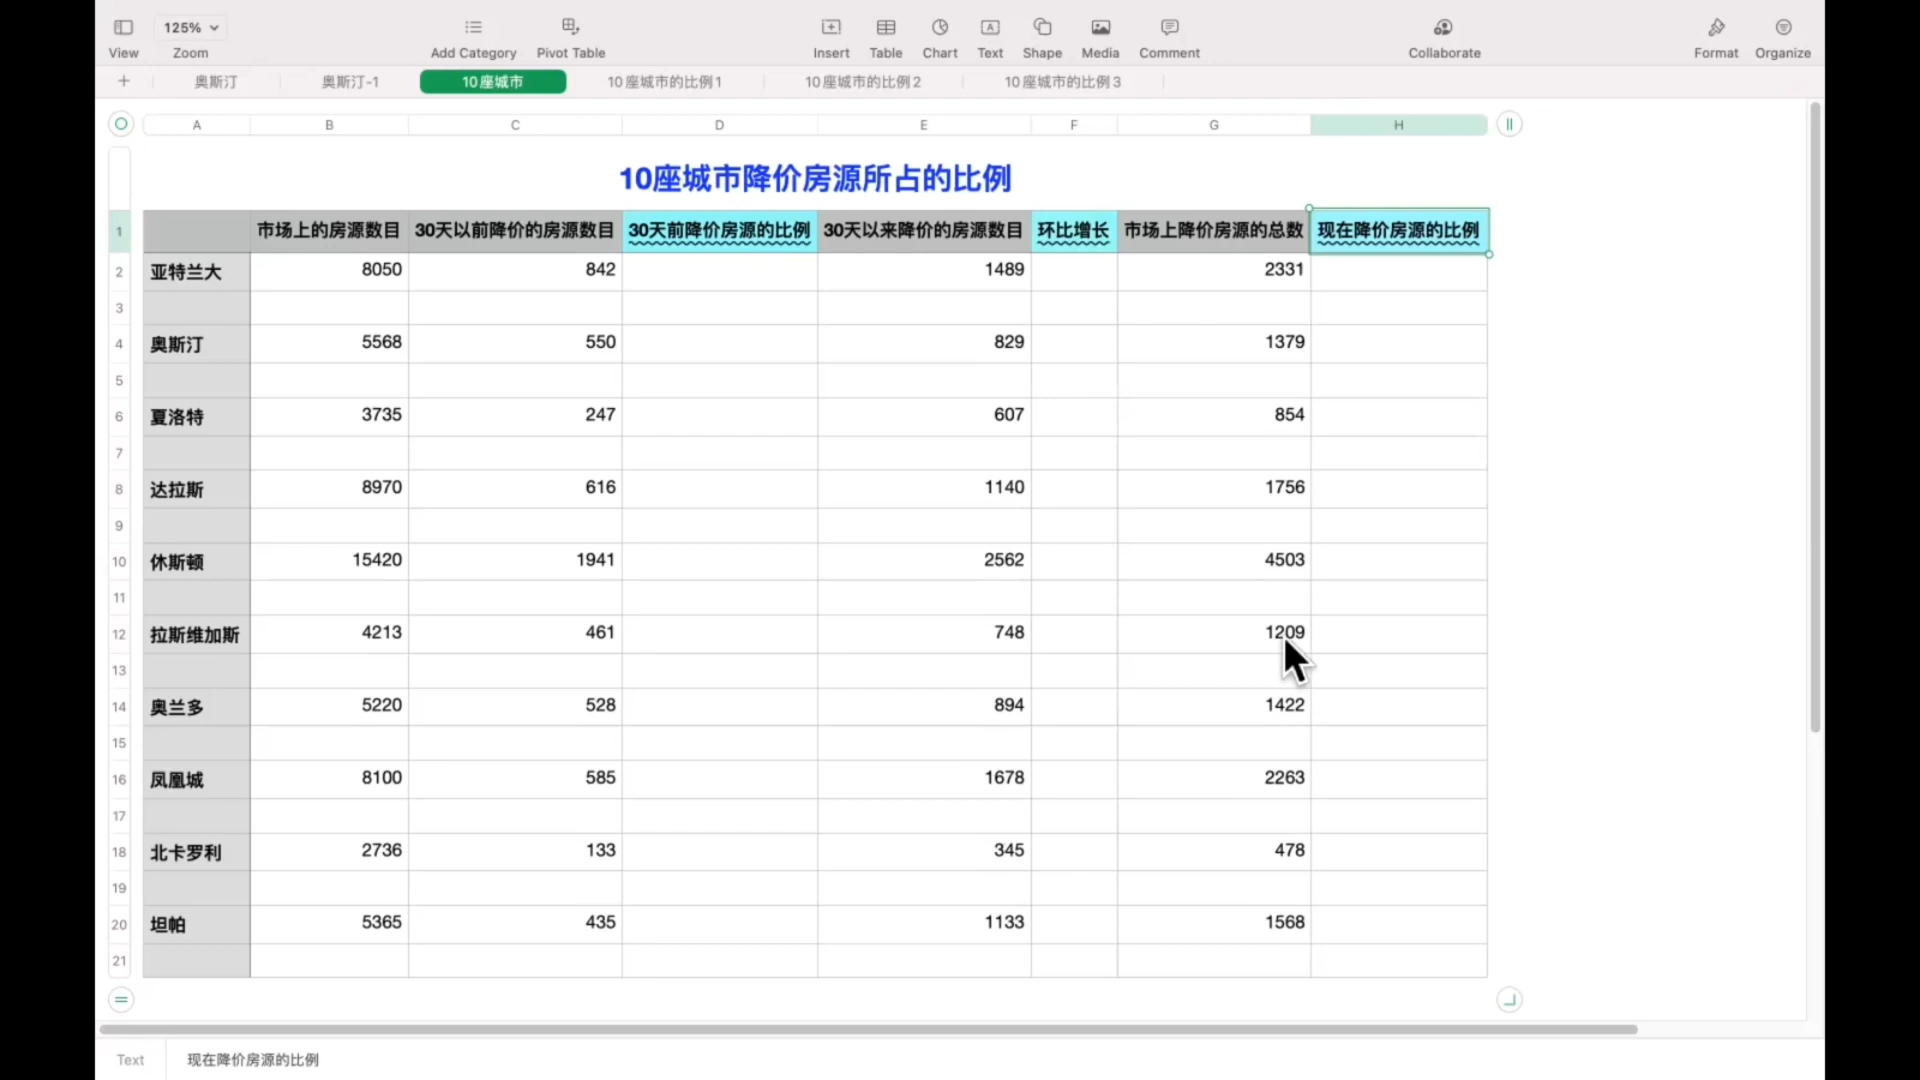 View 125% Zoom Add Category Pivot Table Insert Table Chart Text Shape Media Comment Collaborate Format Organize
+ 奥斯汀 奥斯汀-1 10座城市 10座城市的比例1 10座城市的比例2 10座城市的比例3
A B C D E F G H
10座城市降价房源所占的比例
1 市场上的房源数目 30天以前降价的房源数目 30天前降价房源的比例 30天以来降价的房源数目 环比增长 市场上降价房源的总数 现在降价房源的比例
2 亚特兰大 8050 842 1489 2331
3
4 奥斯汀 5568 550 829 1379
5
6 夏洛特 3735 247 607 854
7
8 达拉斯 8970 616 1140 1756
9
10 休斯顿 15420 1941 2562 4503
11
12 拉斯维加斯 4213 461 748 1209
13
14 奥兰多 5220 528 894 1422
15
16 凤凰城 8100 585 1678 2263
17
18 北卡罗利 2736 133 345 478
19
20 坦帕 5365 435 1133 1568
21
Text 现在降价房源的比例